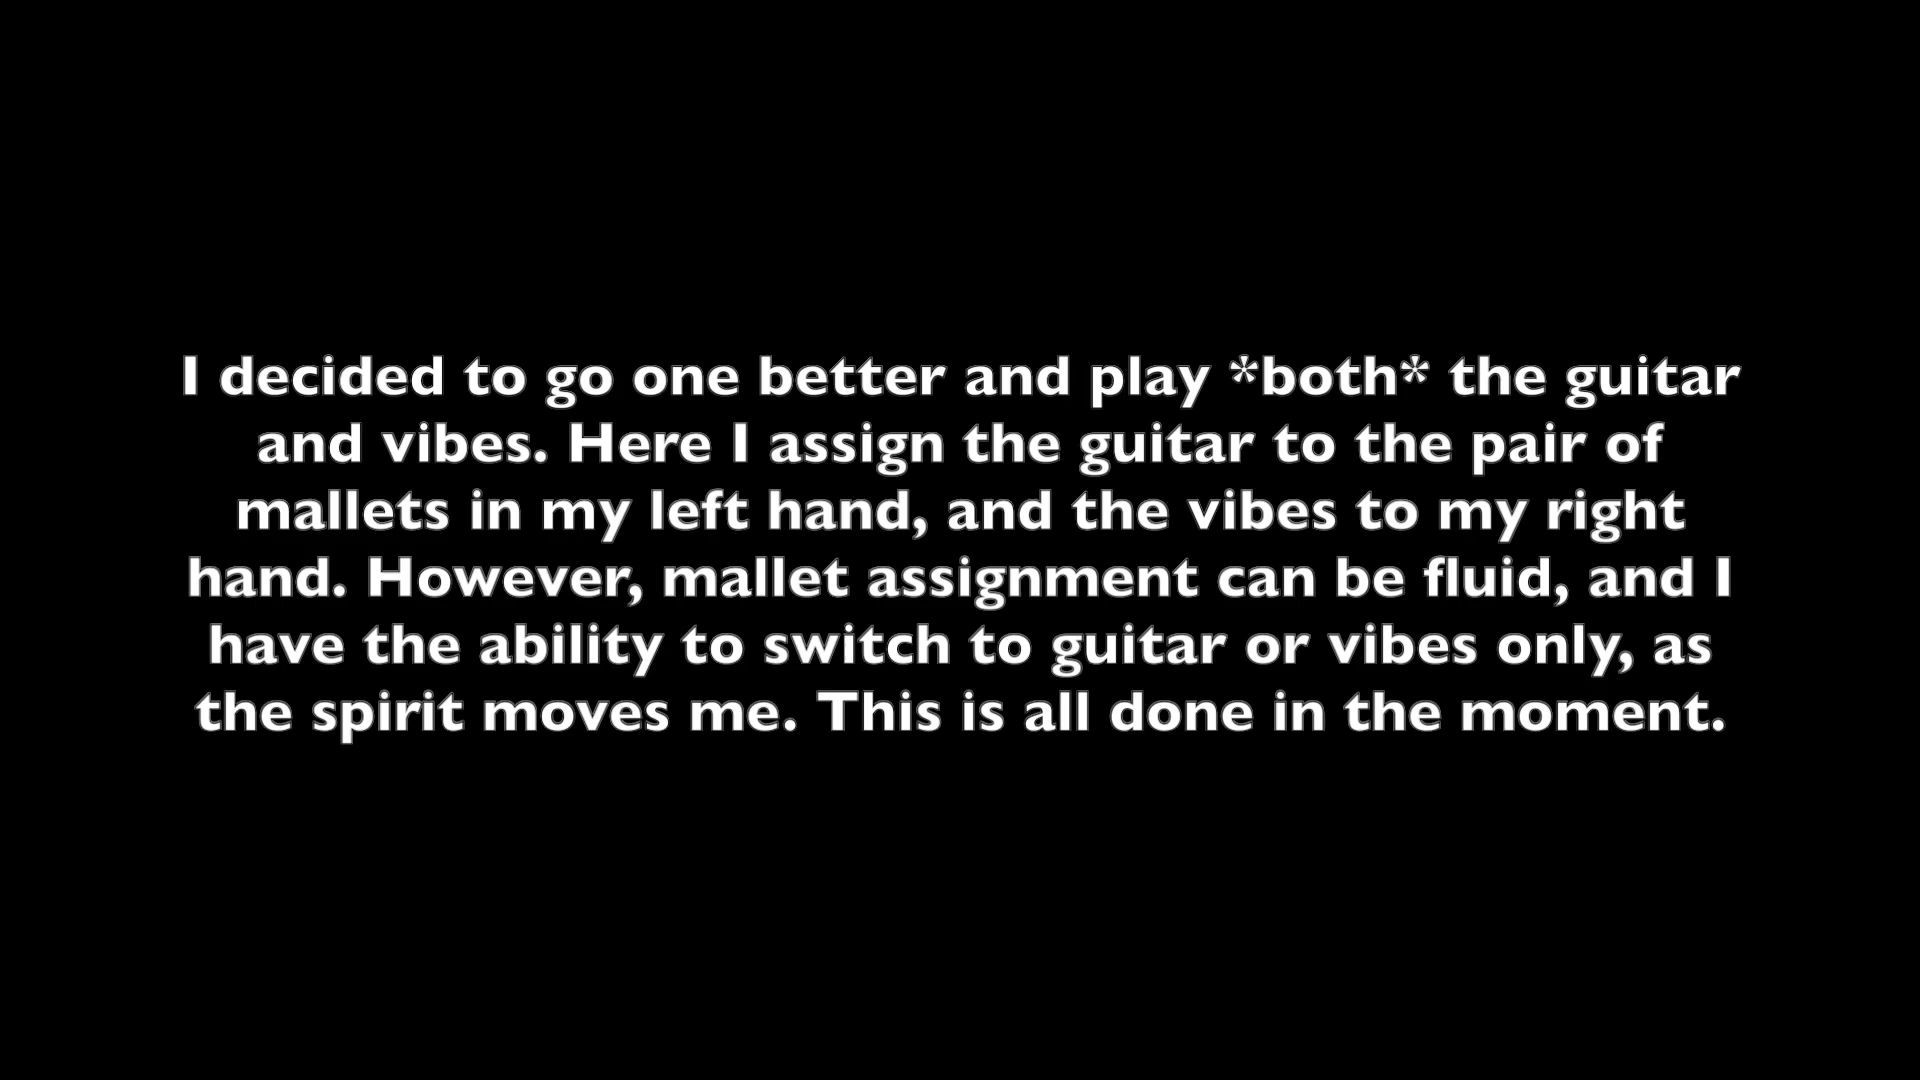 I decided to go one better and play *both* the guitar
and vibes. Here I assign the guitar to the pair of
mallets in my left hand, and the vibes to my right
hand. However, mallet assignment can be fluid, and I
have the ability to switch to guitar or vibes only, as
the spirit moves me. This is all done in the moment.